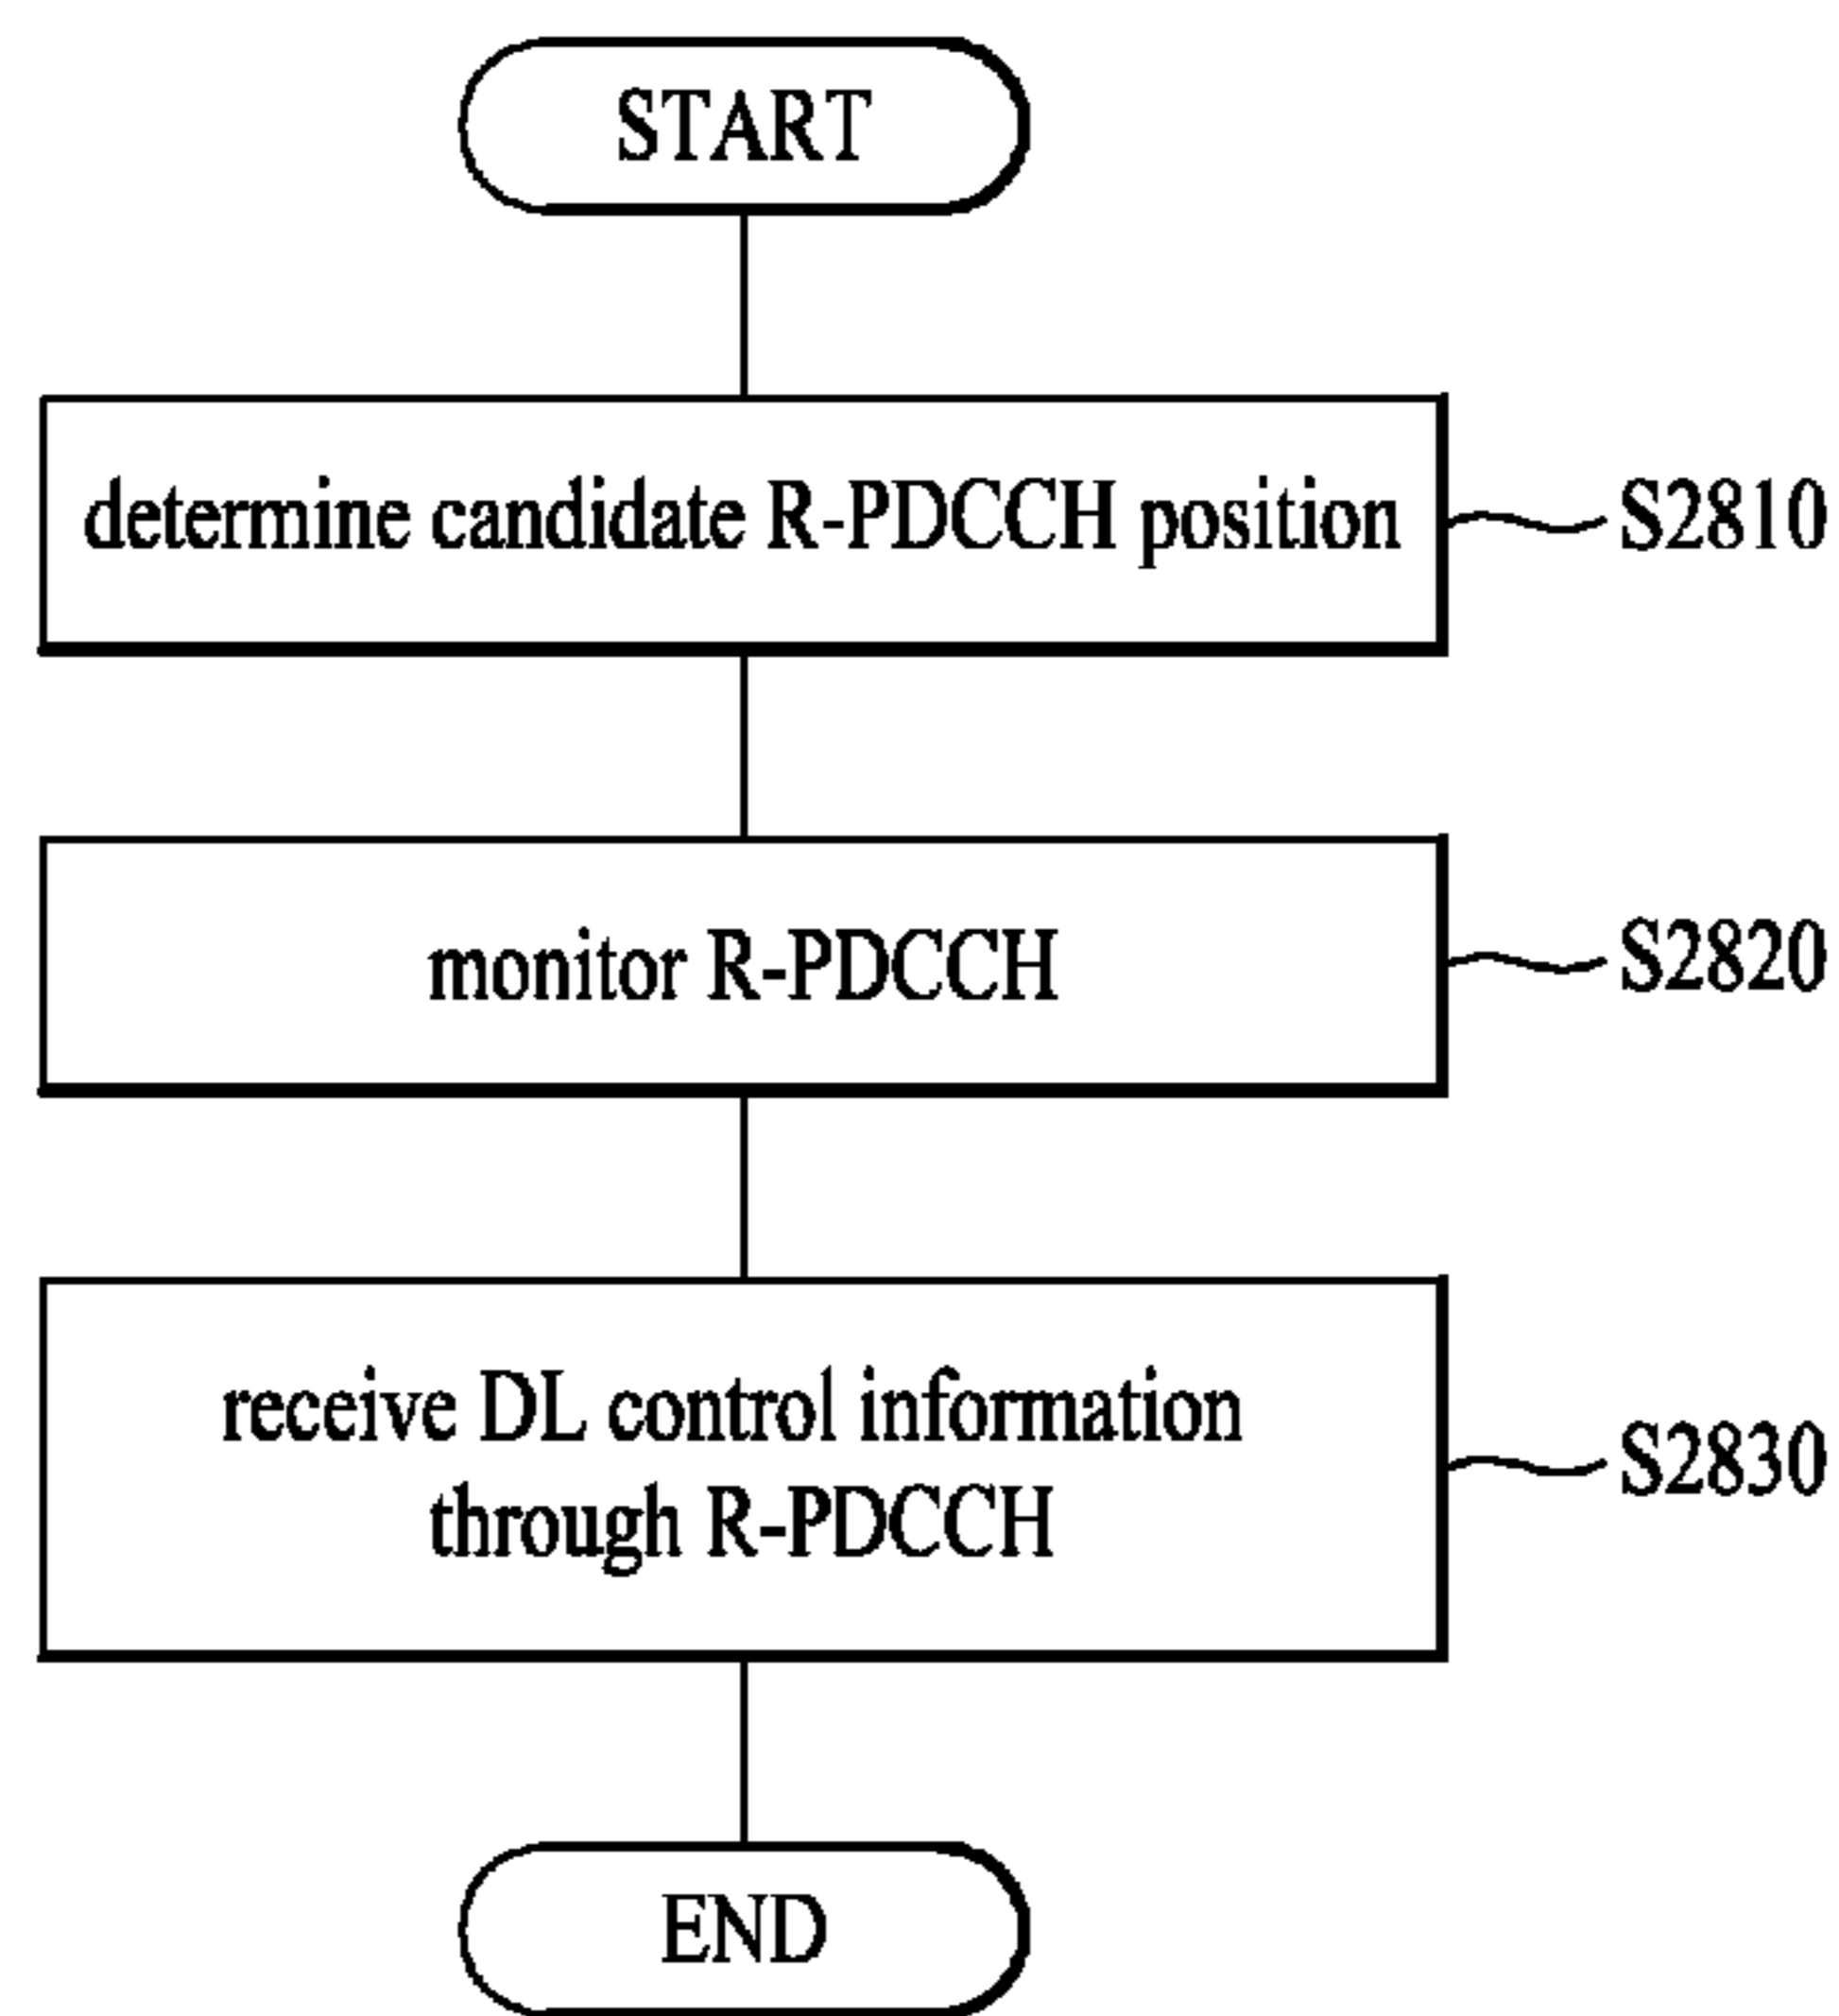 START
determine candidate R-PDCCH position
S2810
monitor R-PDCCH
S2820
receive DL control information
through R-PDCCH
S2830
END